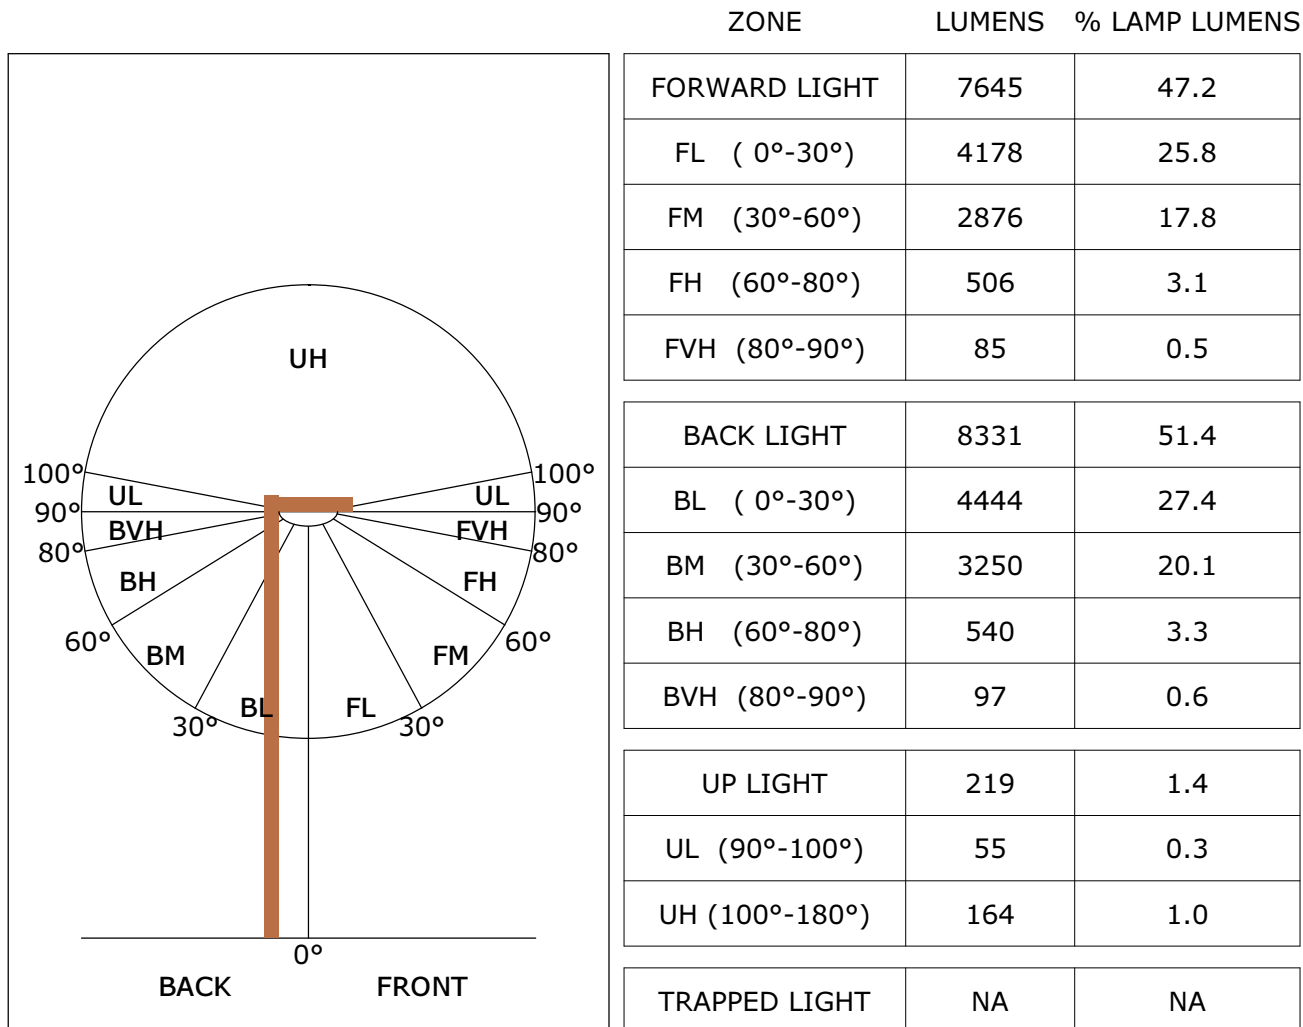 ZONE LUMENS % LAMP LUMENS
FORWARD LIGHT 7645 47.2
FL ( 0°-30°) 4178 25.8
FM (30°-60°) 2876 17.8
FH (60°-80°) 506 3.1
FVH (80°-90°) 85 0.5
BACK LIGHT 8331 51.4
BL ( 0°-30°) 4444 27.4
BM (30°-60°) 3250 20.1
BH (60°-80°) 540 3.3
BVH (80°-90°) 97 0.6
UP LIGHT 219 1.4
UL (90°-100°) 55 0.3
UH (100°-180°) 164 1.0
TRAPPED LIGHT NA NA
UH
100° 100°
UL UL
90° 90°
BVH FVH
80° 80°
BH FH
60° 60°
BM FM
BL FL
30° 30°
0°
BACK FRONT